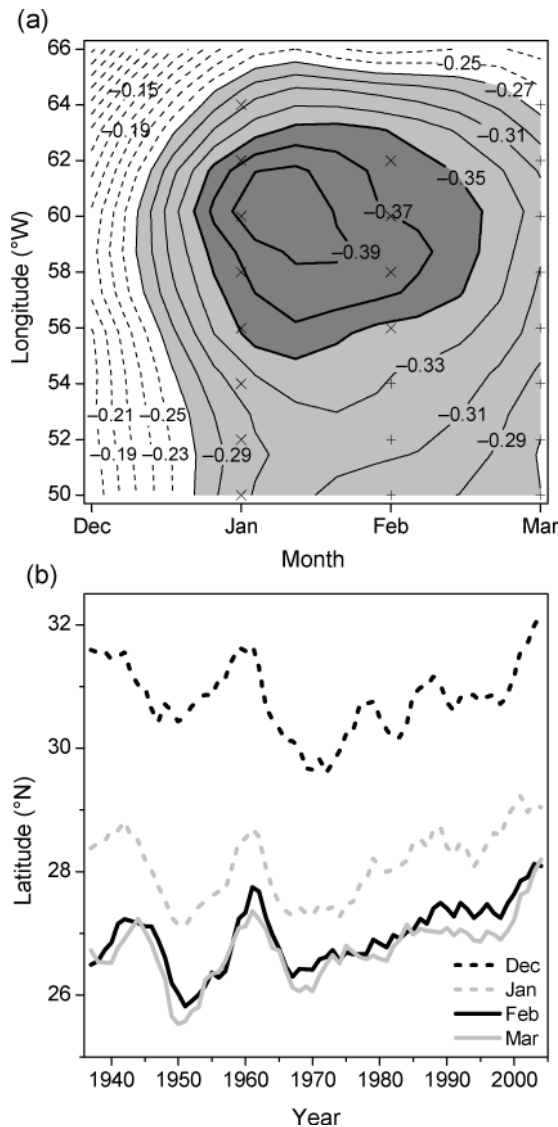 (a)
66
64
62
60
58
56
54
52
50
Longitude (°W)
−0.15
−0.19
-0.25
−0.27
−0.31
−0.35
−0.37
−0.39
−0.33
−0.31
−0.29
−0.21
−0.25
−0.19
−0.23
−0.29
Dec
Jan
Feb
Mar
Month
(b)
32
30
28
26
Latitude (°N)
Dec
Jan
Feb
Mar
1940
1950
1960
1970
1980
1990
2000
Year